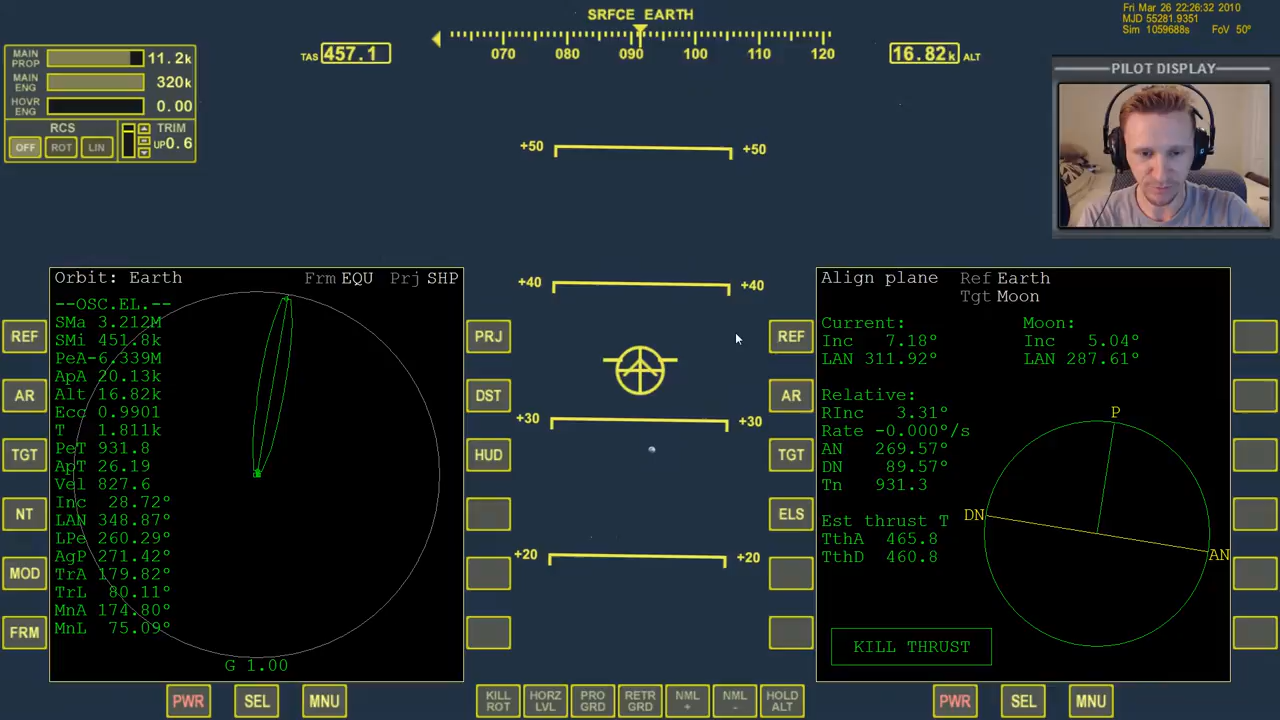 SRFCE EARTH
070 080 090 100 110 120
TAS 457.1
16.82k ALT
Fri Mar 26 22:26:32 2010
MJD 55281.9351
Sim 1059688s FoV 50°
PILOT DISPLAY
MAIN PROP 11.2k
MAIN ENG 320k
HOVR ENG 0.00
RCS TRIM
OFF ROT LIN UP0.6
+50 +50
+40 +40
+30 +30
+20 +20
Orbit: Earth Frm EQU Prj SHP
--OSC.EL.--
SMa 3.212M
SMi 451.8k
PeA-6.339M
ApA 20.13k
Alt 16.82k
Ecc 0.9901
T 1.811k
PeT 931.8
ApT 26.19
Vel 827.6
Inc 28.72°
LAN 348.87°
LPe 260.29°
AgP 271.42°
TrA 179.82°
TrL 80.11°
MnA 174.80°
MnL 75.09°
G 1.00
REF
AR
TGT
NT
MOD
FRM
PRJ
DST
HUD
PWR SEL MNU
KILL ROT
HORZ LVL
PRO GRD
RETR GRD
NML +
NML -
HOLD ALT
REF
AR
TGT
ELS
Align plane Ref Earth
Tgt Moon
Current: Moon:
Inc 7.18° Inc 5.04°
LAN 311.92° LAN 287.61°
Relative:
RInc 3.31°
Rate -0.000°/s
AN 269.57°
DN 89.57°
Tn 931.3
Est thrust T
TthA 465.8
TthD 460.8
P
DN
AN
KILL THRUST
PWR SEL MNU